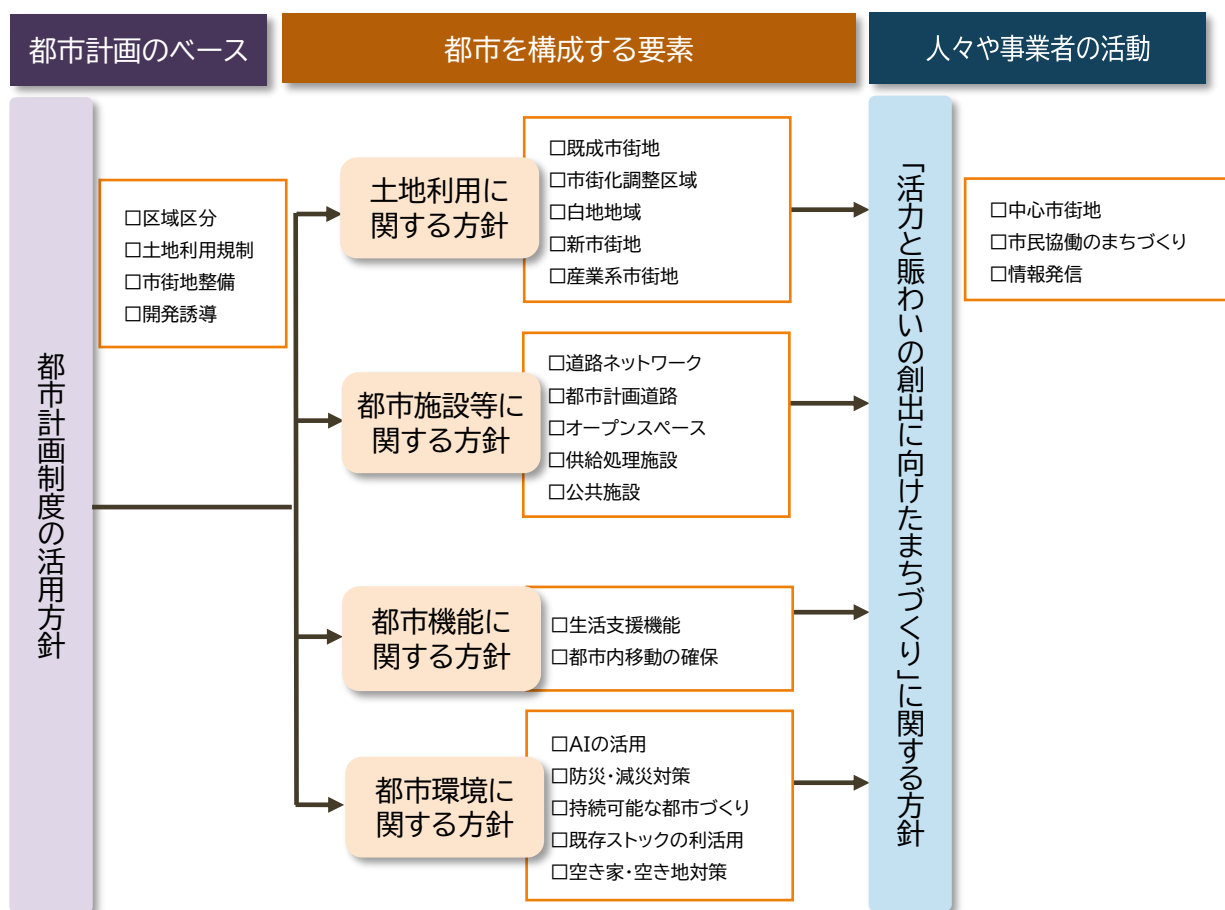 都市計画のベース
都市を構成する要素
人々や事業者の活動
都市計画制度の活用方針
□区域区分
□土地利用規制
□市街地整備
□開発誘導
土地利用に
関する方針
□既成市街地
□市街化調整区域
□白地地域
□新市街地
□産業系市街地
都市施設等に
関する方針
□道路ネットワーク
□都市計画道路
□オープンスペース
□供給処理施設
□公共施設
都市機能に
関する方針
□生活支援機能
□都市内移動の確保
都市環境に
関する方針
□AIの活用
□防災・減災対策
□持続可能な都市づくり
□既存ストックの利活用
□空き家・空き地対策
「活力と賑わいの創出に向けたまちづくり」に関する方針
□中心市街地
□市民協働のまちづくり
□情報発信